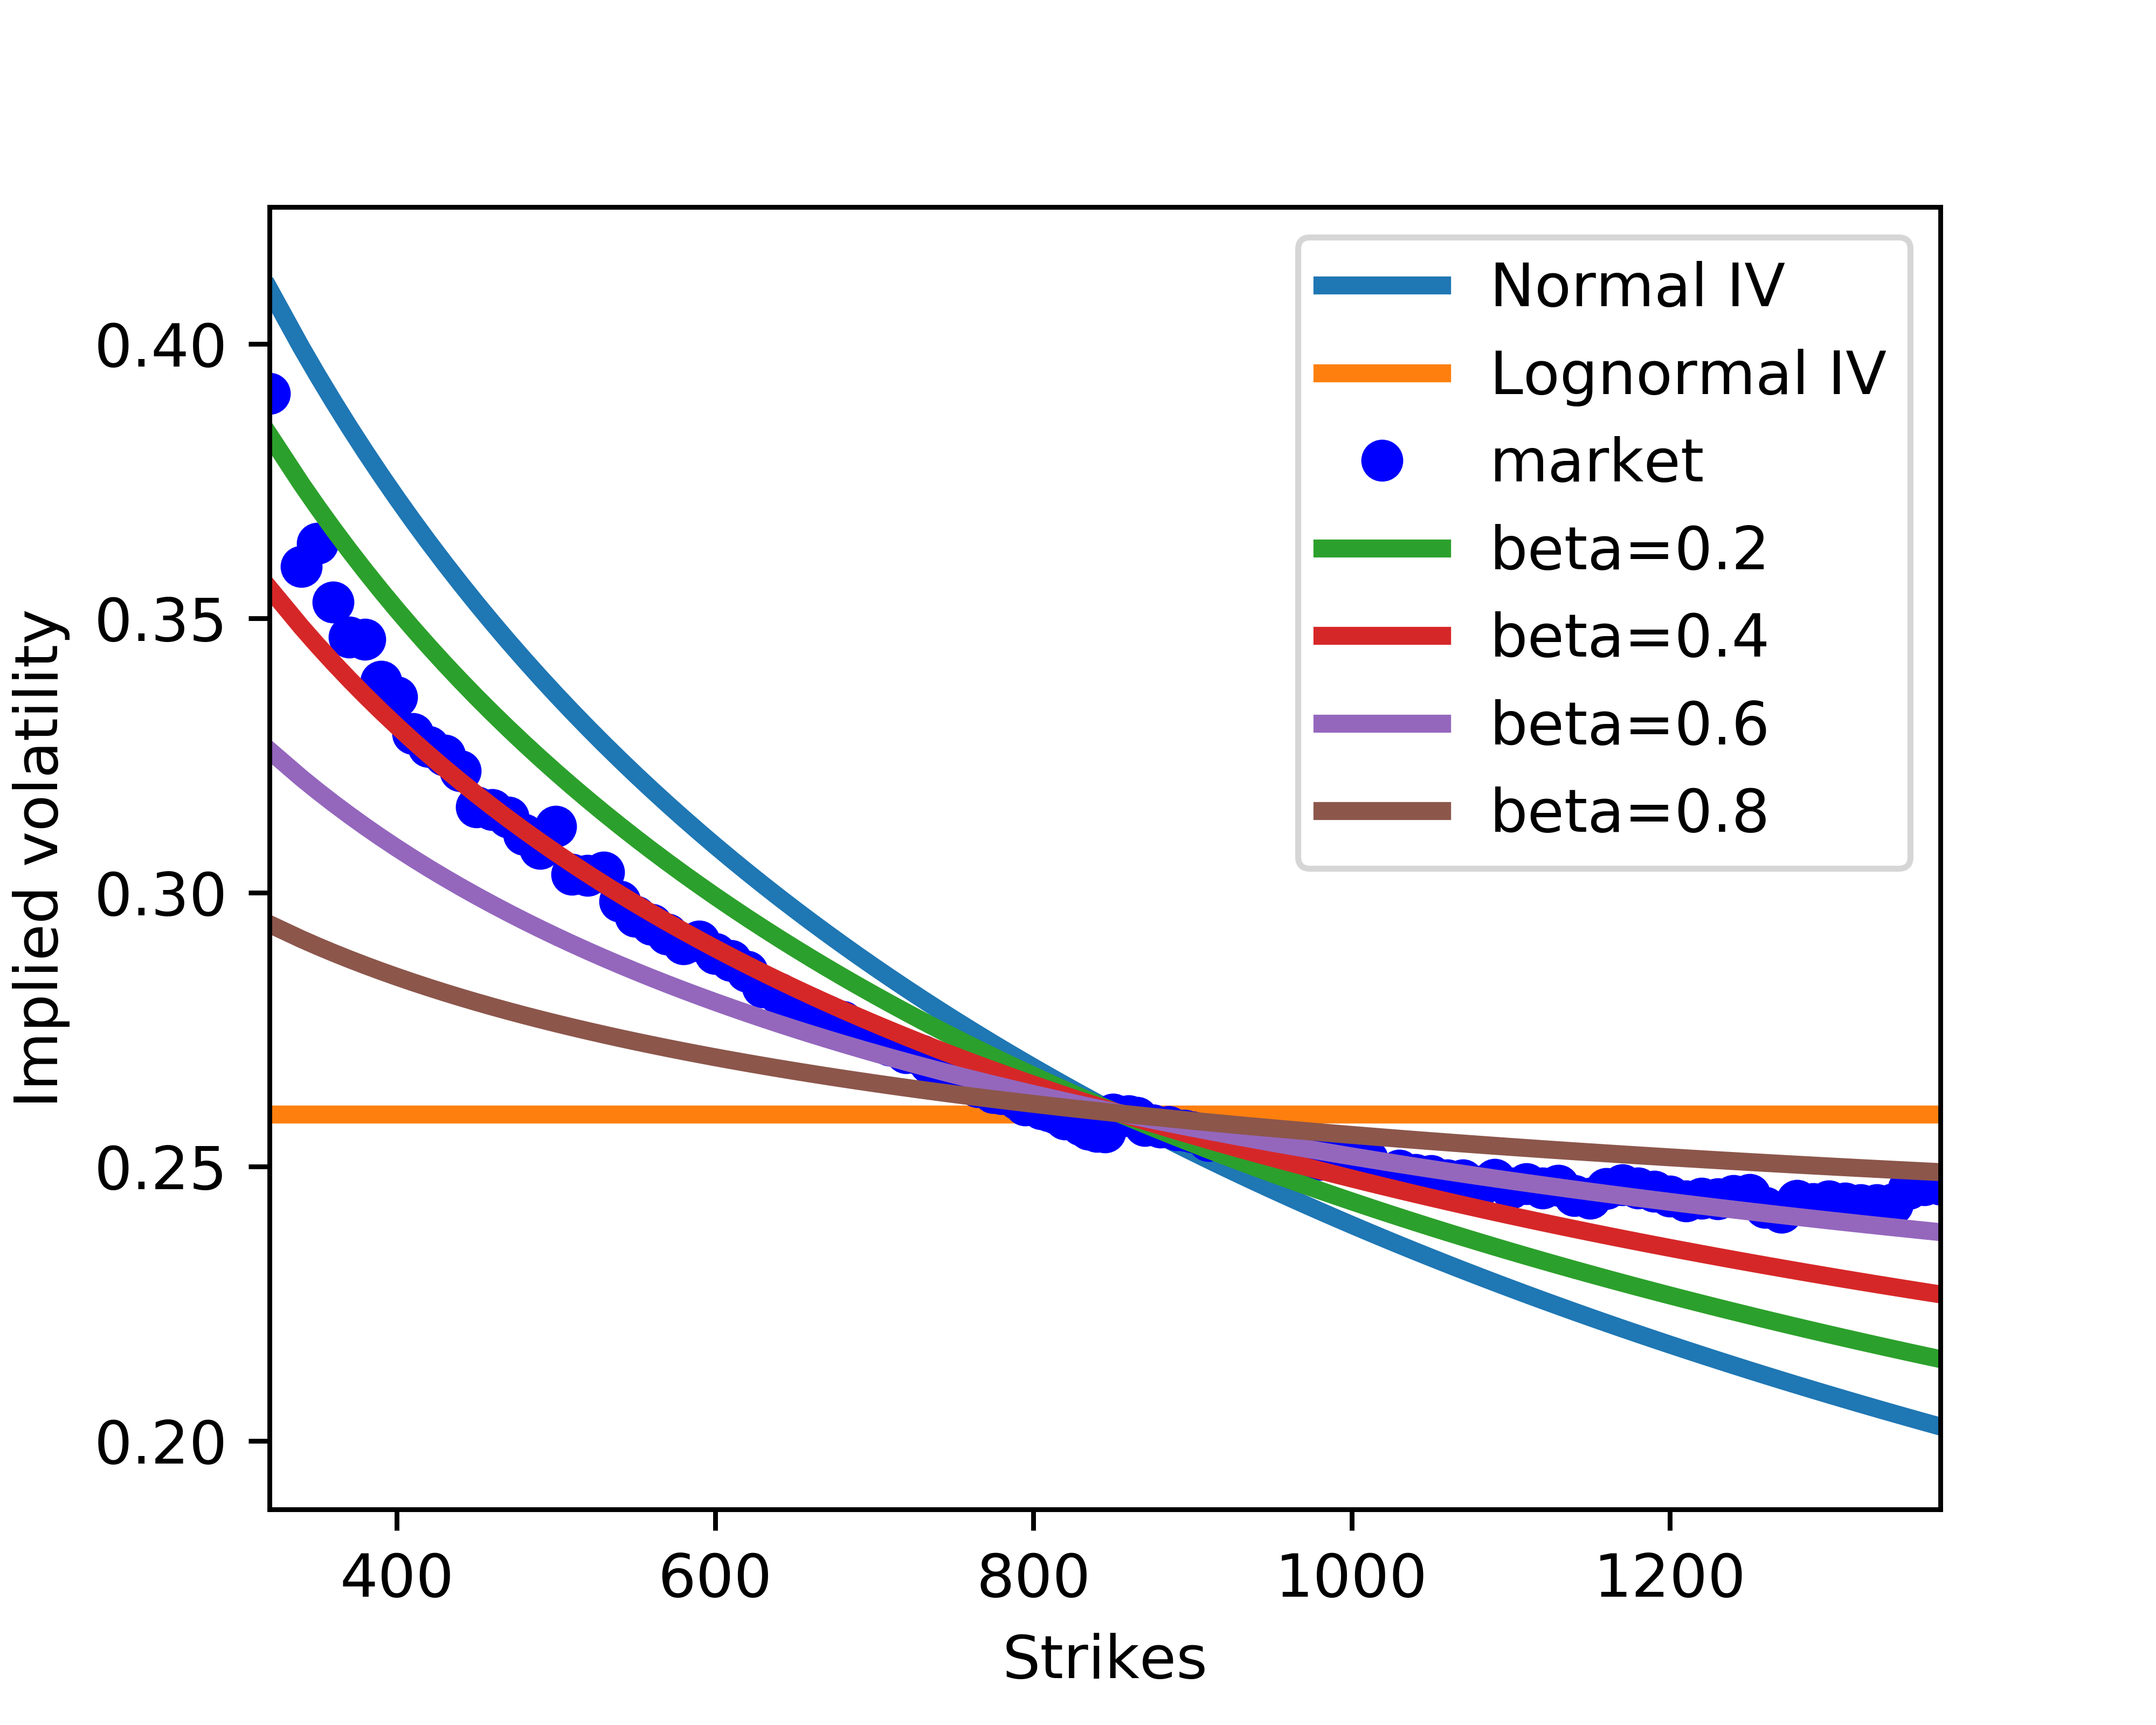 Normal IV
Lognormal IV
market
beta=0.2
beta=0.4
beta=0.6
beta=0.8
Implied volatility
0.40
0.35
0.30
0.25
0.20
400 600 800 1000 1200
Strikes